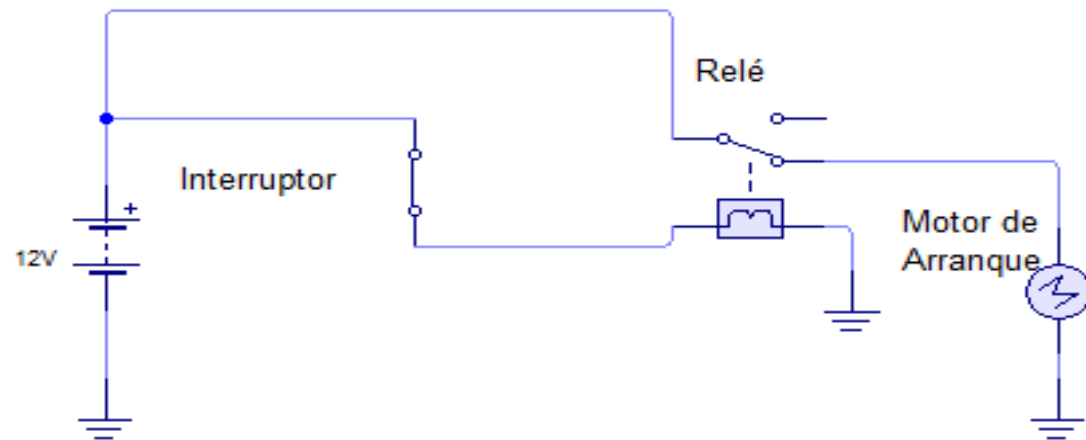 Relé
Interruptor
+
12V
Motor de
Arranque